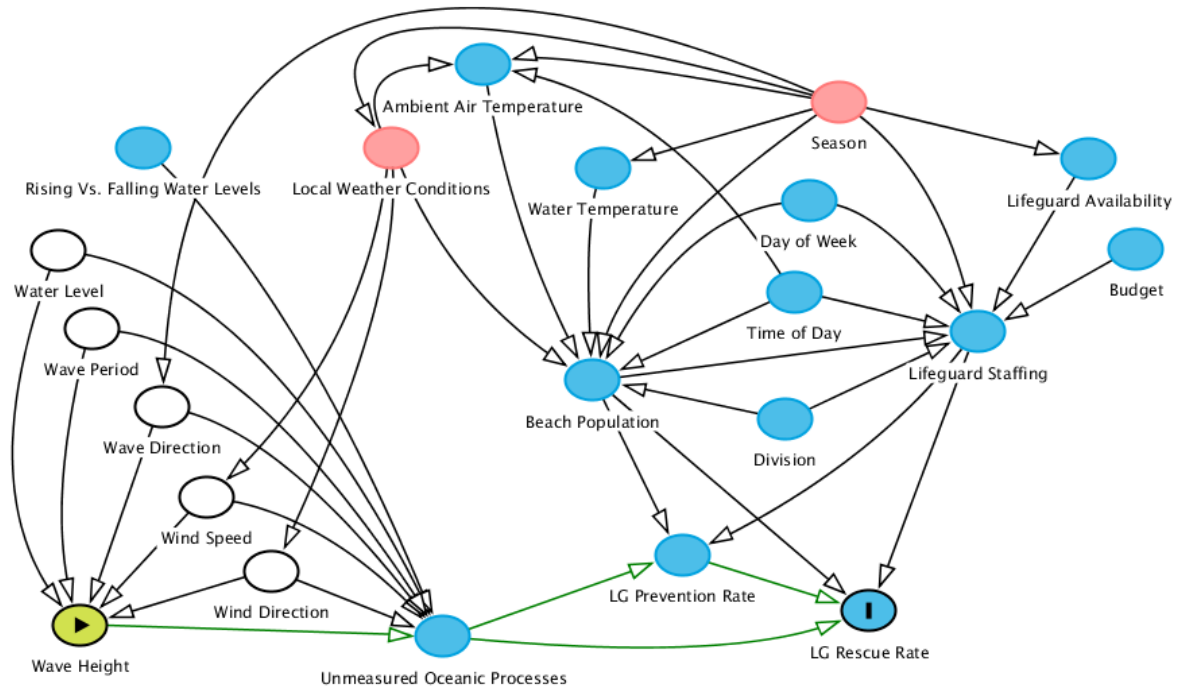 Ambient Air Temperature
Season
Rising Vs. Falling Water Levels
Local Weather Conditions
Water Temperature
Lifeguard Availability
Day of Week
Water Level
Budget
Time of Day
Wave Period
Lifeguard Staffing
Beach Population
Wave Direction
Division
Wind Speed
LG Prevention Rate
Wind Direction
LG Rescue Rate
Wave Height
Unmeasured Oceanic Processes